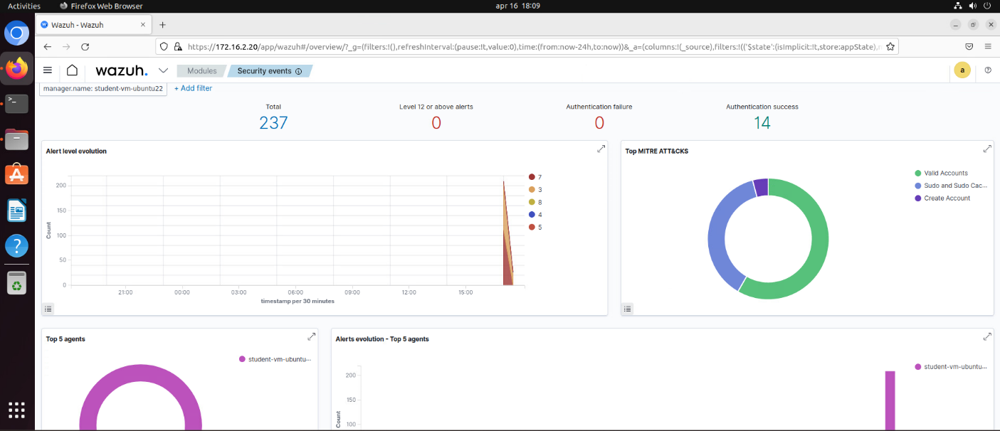 Activities Firefox Web Browser apr 16 18:09
Wazuh - Wazuh
https://172.16.2.20/app/wazuh#/overview/?_g=(filters:!(),refreshInterval:(pause:!t,value:0),time:(from:now-24h,to:now))&_a=(columns:!(_source),filters:!(('$state':(isImplicit:!t,store:appState),
wazuh. Modules Security events a
manager.name: student-vm-ubuntu22 + Add filter
Total Level 12 or above alerts Authentication failure Authentication success
237 0 0 14
Alert level evolution
200
150
100
50
0
Count
21:00 00:00 03:00 06:00 09:00 12:00 15:00
timestamp per 30 minutes
7
3
8
4
5
Top MITRE ATT&CKS
Valid Accounts
Sudo and Sudo Cac...
Create Account
Top 5 agents
student-vm-ubuntu...
Alerts evolution - Top 5 agents
200
150
100
Count
student-vm-ubuntu...